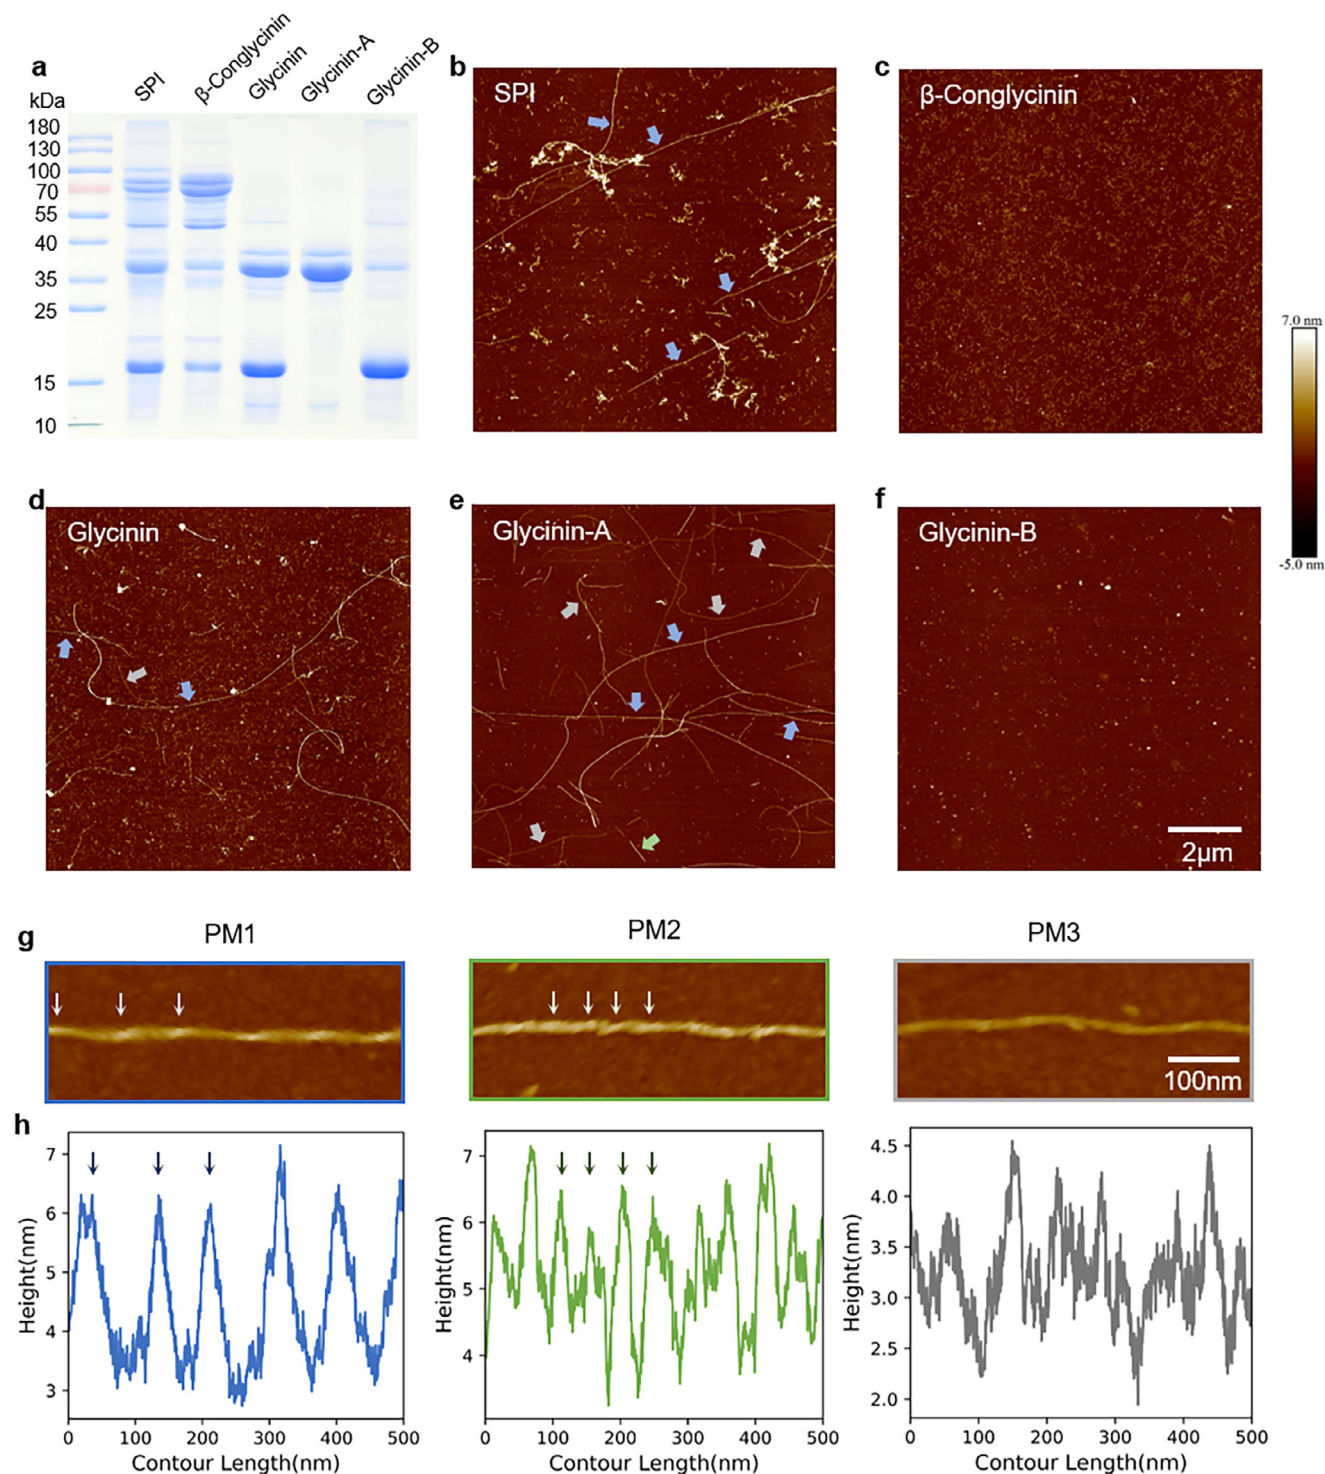 a
kDa
SPI
β-Conglycinin
Glycinin
Glycinin-A
Glycinin-B
180
130
100
70
55
40
35
25
15
10
b
SPI
c
β-Conglycinin
7.0 nm
-5.0 nm
d
Glycinin
e
Glycinin-A
f
Glycinin-B
2μm
g
PM1
PM2
PM3
100nm
h
Height(nm)
7
6
5
4
3
0 100 200 300 400 500
Contour Length(nm)
Height(nm)
7
6
5
4
0 100 200 300 400 500
Contour Length(nm)
Height(nm)
4.5
4.0
3.5
3.0
2.5
2.0
0 100 200 300 400 500
Contour Length(nm)